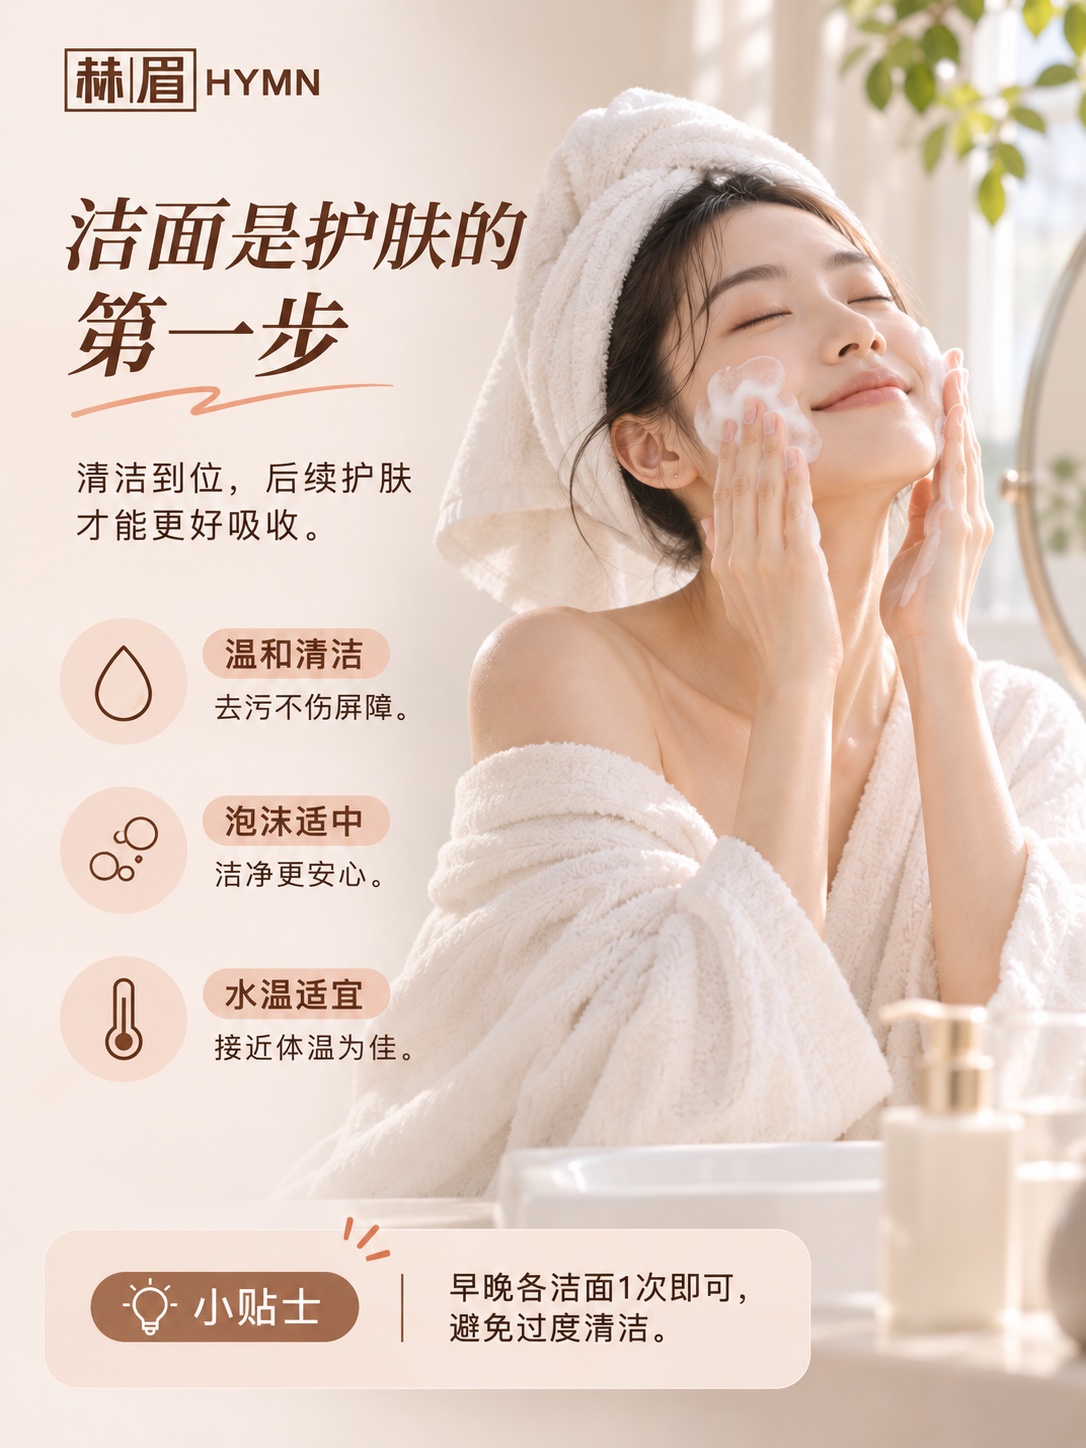 赫眉 HYMN
洁面是护肤的
第一步
清洁到位，后续护肤
才能更好吸收。
温和清洁
去污不伤屏障。
泡沫适中
洁净更安心。
水温适宜
接近体温为佳。
小贴士
早晚各洁面1次即可，
避免过度清洁。